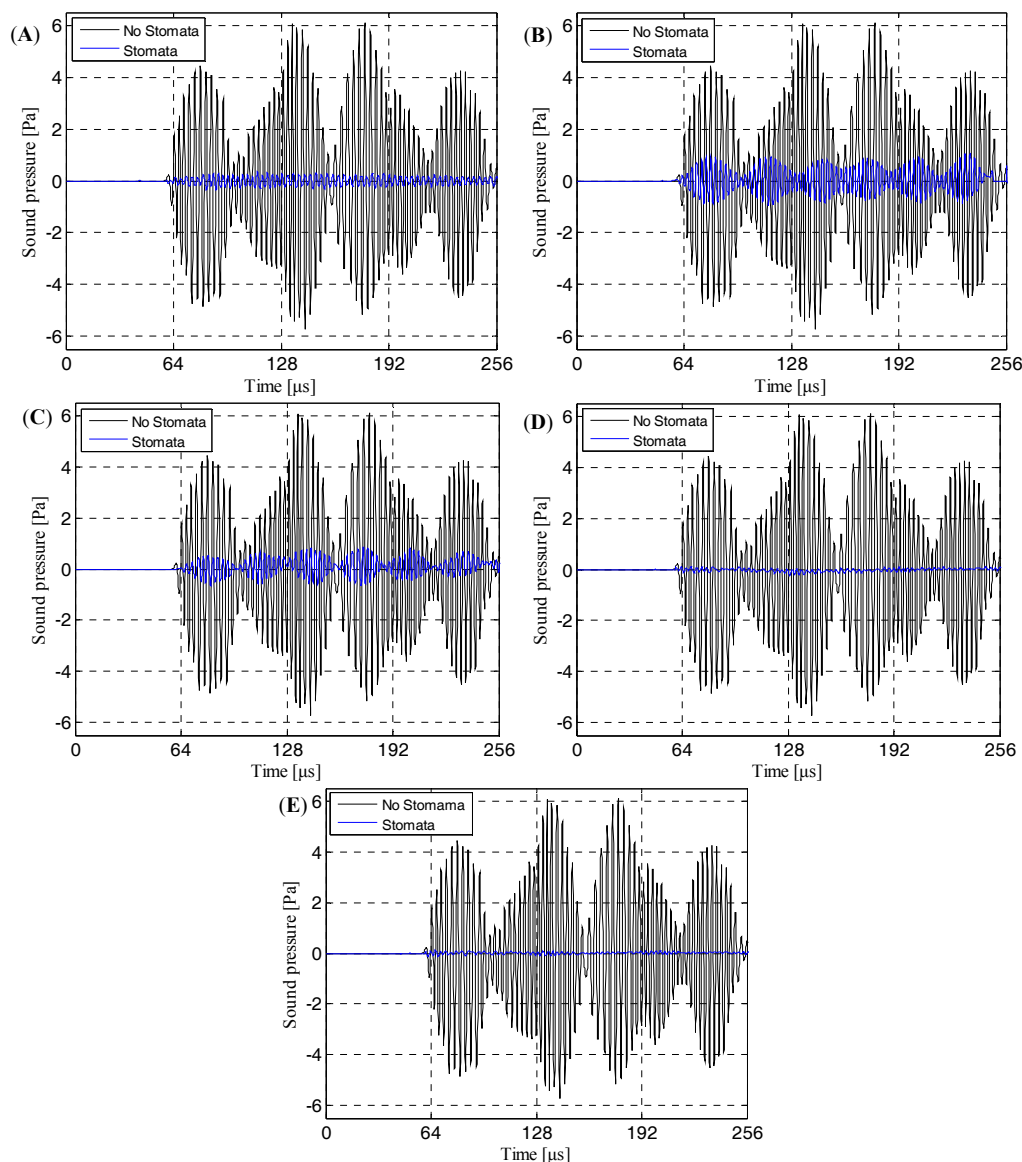 (A)
No Stomata
Stomata
Sound pressure [Pa]
6
4
2
0
-2
-4
-6
0 64 128 192 256
Time [μs]
(B)
No Stomata
Stomata
Sound pressure [Pa]
6
4
2
0
-2
-4
-6
0 64 128 192 256
Time [μs]
(C)
No Stomata
Stomata
Sound pressure [Pa]
6
4
2
0
-2
-4
-6
0 64 128 192 256
Time [μs]
(D)
No Stomata
Stomata
Sound pressure [Pa]
6
4
2
0
-2
-4
-6
0 64 128 192 256
Time [μs]
(E)
No Stomama
Stomata
Sound pressure [Pa]
6
4
2
0
-2
-4
-6
0 64 128 192 256
Time [μs]